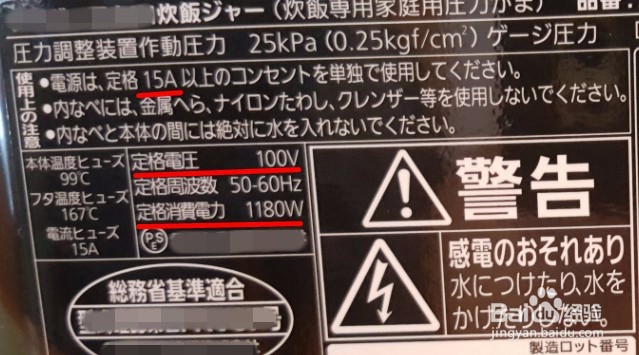 炊飯ジャー (炊飯専用家庭用圧力がま) 品番
圧力調整装置作動圧力 25kPa (0.25kgf/cm²) ゲージ圧力
使用上の注意
●電源は、定格15A以上のコンセントを単独で使用してください。
●内なべには、金属へら、ナイロンたわし、クレンザー等を使用しないでください。
●内なべと本体の間には絶対に水を入れないでください。
本体温度ヒューズ
99℃
フタ温度ヒューズ
167℃
電流ヒューズ
15A
定格電圧 100V
定格周波数 50-60Hz
定格消費電力 1180W
PSE
総務省基準適合
警告
感電のおそれあり
水につけたり、水を
かけたりしない。
製造ロット番号
Baidu 经验
jingyan.baidu.com